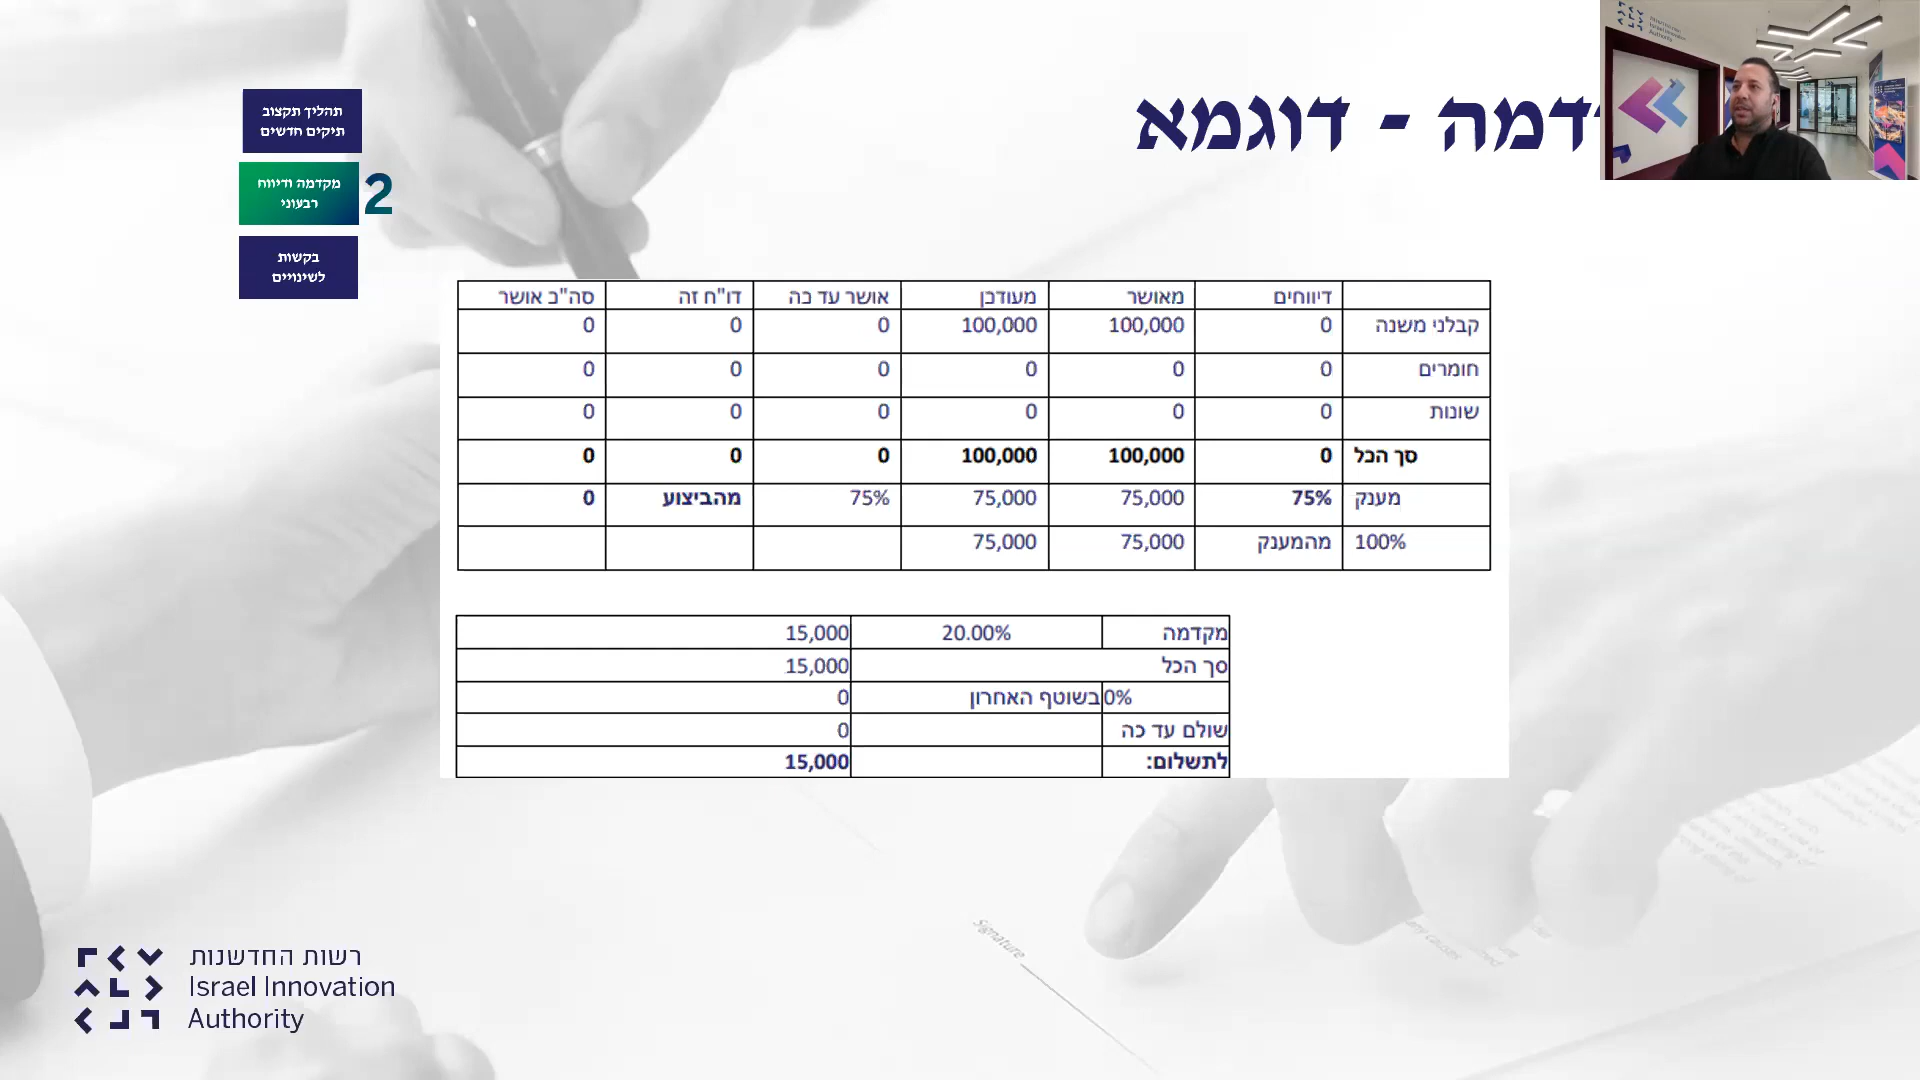 דמה - דוגמא
תהליך תקצוב
תיקים חדשים
מקדמה ודיווח
רבעוני
2
בקשות
לשינויים
דיווחים מאושר מעודכן אושר עד כה דו"ח זה סה"כ אושר
קבלני משנה 0 100,000 100,000 0 0 0
חומרים 0 0 0 0 0 0
שונות 0 0 0 0 0 0
סך הכל 0 100,000 100,000 0 0 0
מענק 75% 75,000 75,000 75% מהביצוע 0
100% מהמענק 75,000 75,000
מקדמה 20.00% 15,000
סך הכל 15,000
0% בשוטף האחרון 0
שולם עד כה 0
לתשלום: 15,000
Signature
רשות החדשנות
Israel Innovation
Authority
Israel Innovation
Authority